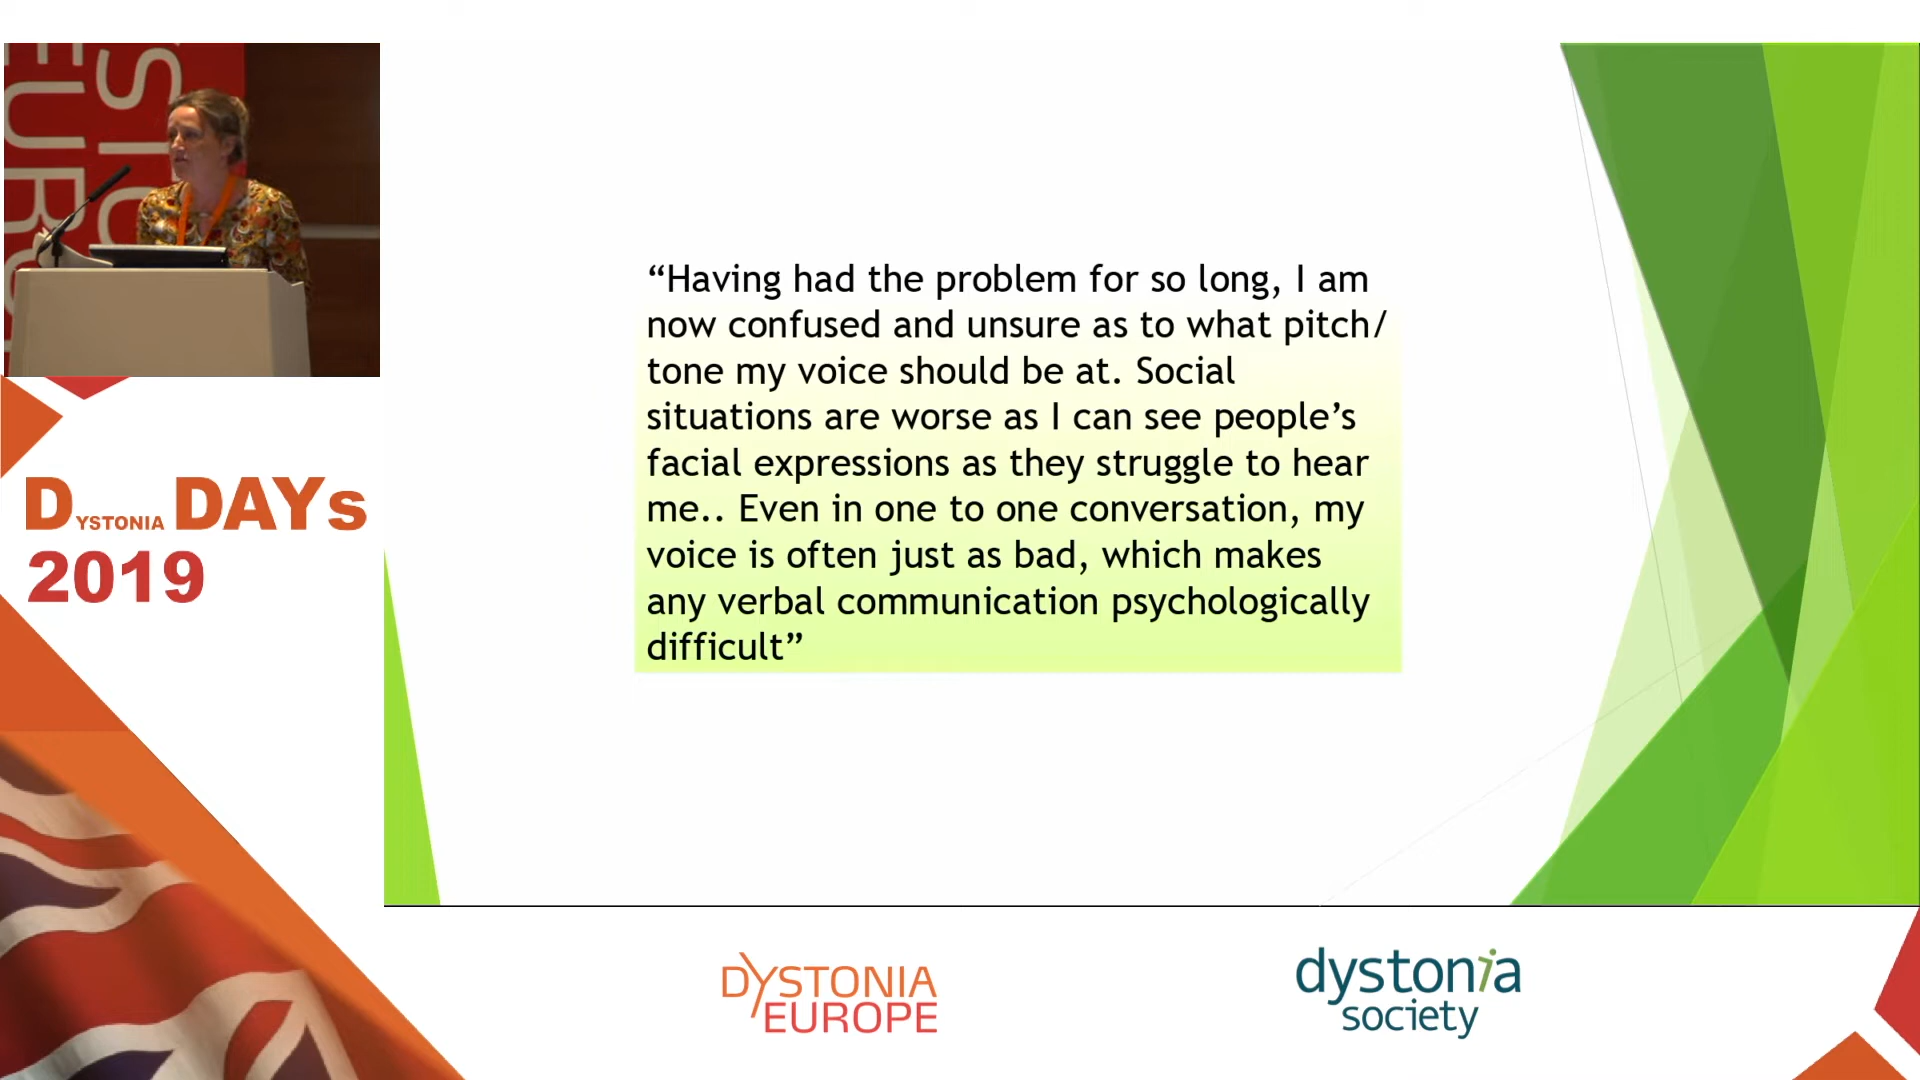 “Having had the problem for so long, I am
now confused and unsure as to what pitch/
tone my voice should be at. Social
situations are worse as I can see people’s
facial expressions as they struggle to hear
me.. Even in one to one conversation, my
voice is often just as bad, which makes
any verbal communication psychologically
difficult”
DYSTONIA DAYs
2019
DYSTONIA
EUROPE
dystonia
society